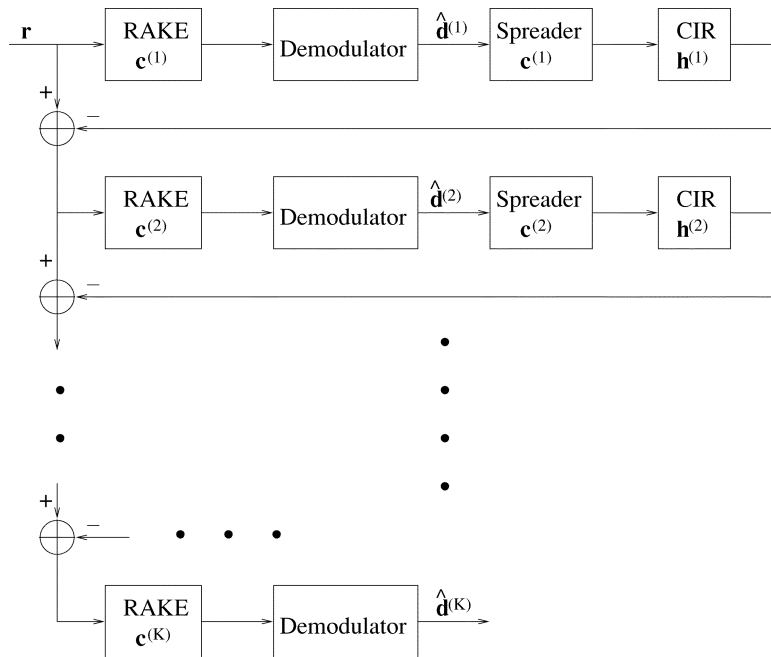 r
RAKE
c(1)
Demodulator
d̂(1)
Spreader
c(1)
CIR
h(1)
+
−
RAKE
c(2)
Demodulator
d̂(2)
Spreader
c(2)
CIR
h(2)
+
−
+
−
RAKE
c(K)
Demodulator
d̂(K)